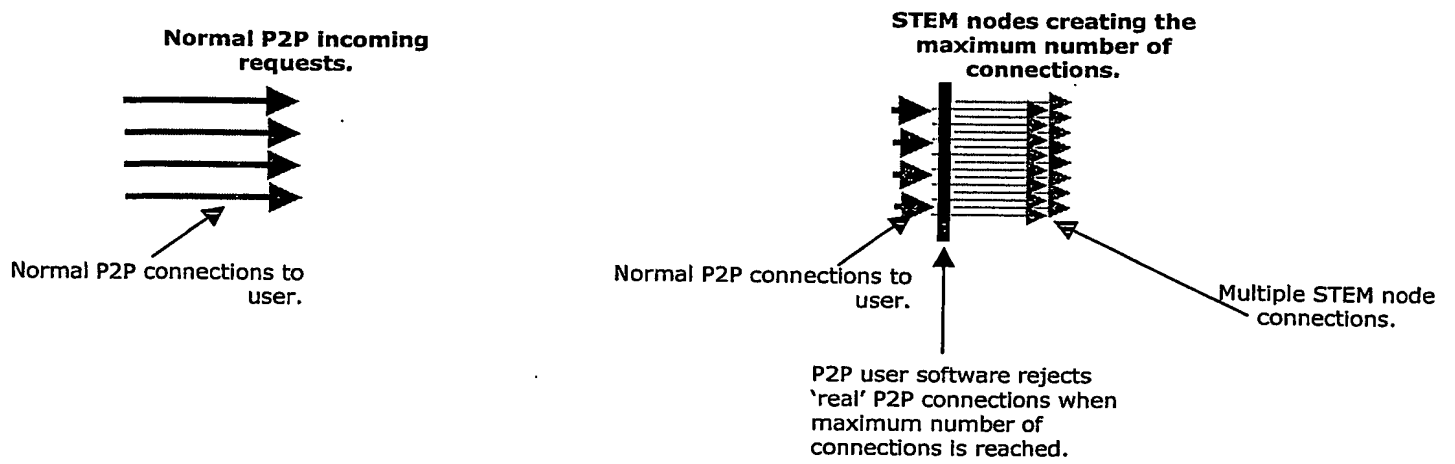 Normal P2P incoming
requests.
Normal P2P connections to
user.
STEM nodes creating the
maximum number of
connections.
Normal P2P connections to
user.
Multiple STEM node
connections.
P2P user software rejects
‘real’ P2P connections when
maximum number of
connections is reached.